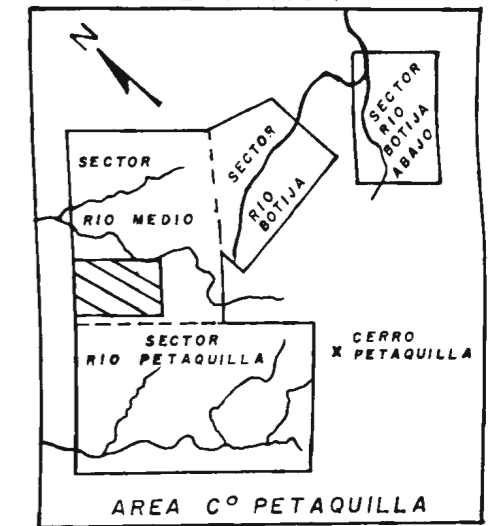 N
SECTOR
RIO
BOTIJA
ABAJO
SECTOR
RIO
BOTIJA
SECTOR
RIO MEDIO
SECTOR
RIO PETAQUILLA
x CERRO
PETAQUILLA
AREA Cº PETAQUILLA